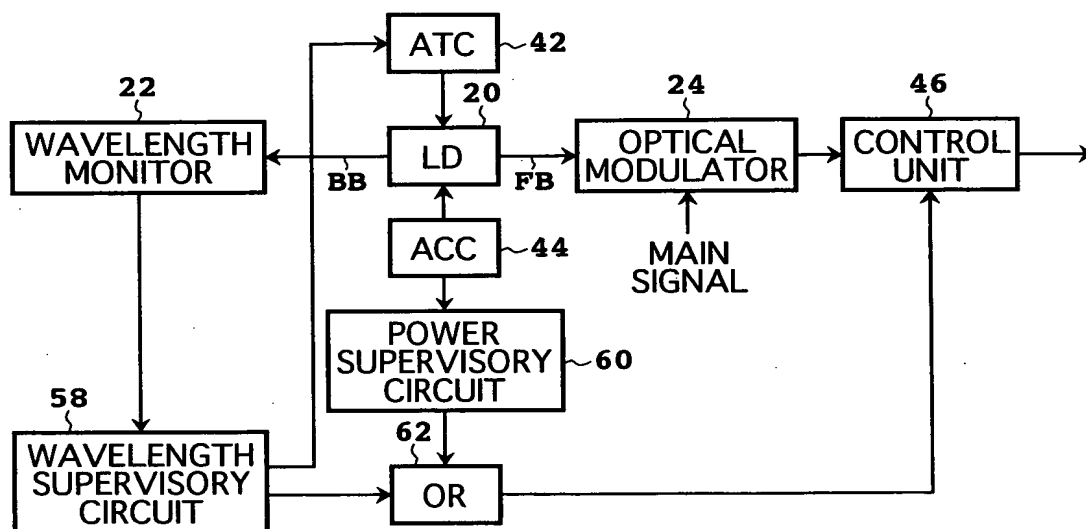 ATC
42
22
20
24
46
WAVELENGTH
MONITOR
BB
LD
FB
OPTICAL
MODULATOR
CONTROL
UNIT
ACC
44
MAIN
SIGNAL
POWER
SUPERVISORY
CIRCUIT
60
58
62
WAVELENGTH
SUPERVISORY
CIRCUIT
OR